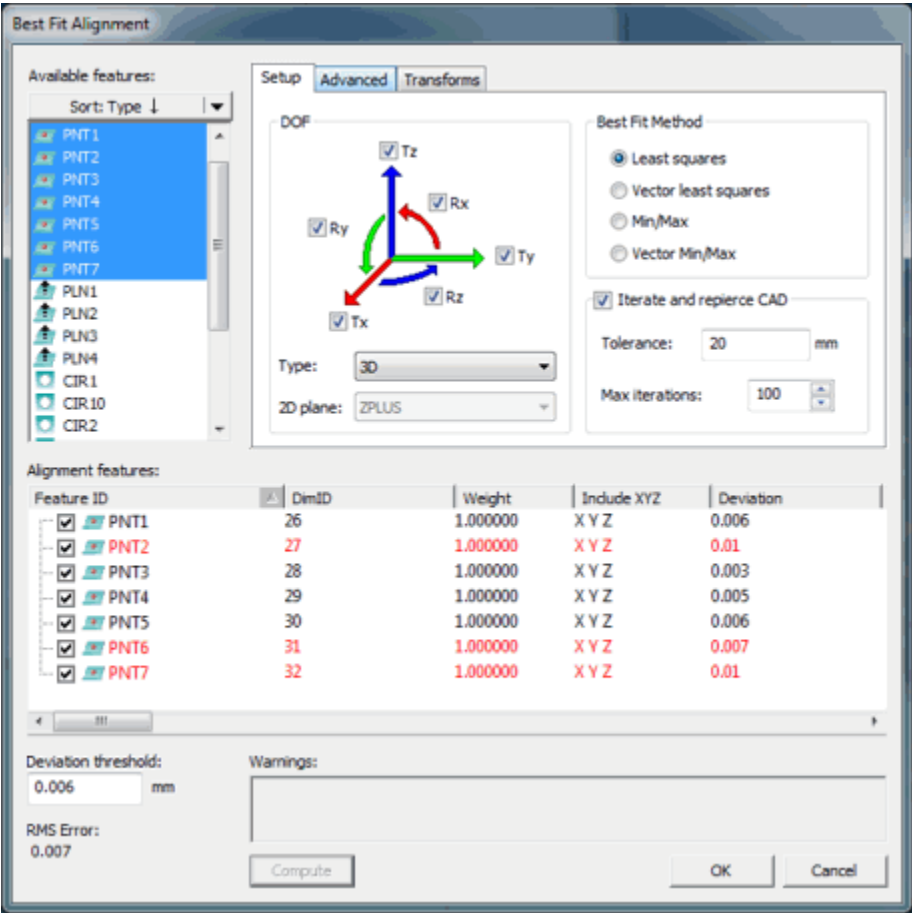 Best Fit Alignment
Available features:
Sort: Type ↓
PNT1
PNT2
PNT3
PNT4
PNT5
PNT6
PNT7
PLN1
PLN2
PLN3
PLN4
CIR1
CIR10
CIR2
Setup Advanced Transforms
DOF
Tz
Rx
Ry
Ty
Rz
Tx
Type: 3D
2D plane: ZPLUS
Best Fit Method
Least squares
Vector least squares
Min/Max
Vector Min/Max
Iterate and repierce CAD
Tolerance: 20 mm
Max iterations: 100
Alignment features:
Feature ID DimID Weight Include XYZ Deviation
PNT1 26 1.000000 X Y Z 0.006
PNT2 27 1.000000 X Y Z 0.01
PNT3 28 1.000000 X Y Z 0.003
PNT4 29 1.000000 X Y Z 0.005
PNT5 30 1.000000 X Y Z 0.006
PNT6 31 1.000000 X Y Z 0.007
PNT7 32 1.000000 X Y Z 0.01
Deviation threshold:
0.006 mm
RMS Error:
0.007
Warnings:
Compute OK Cancel